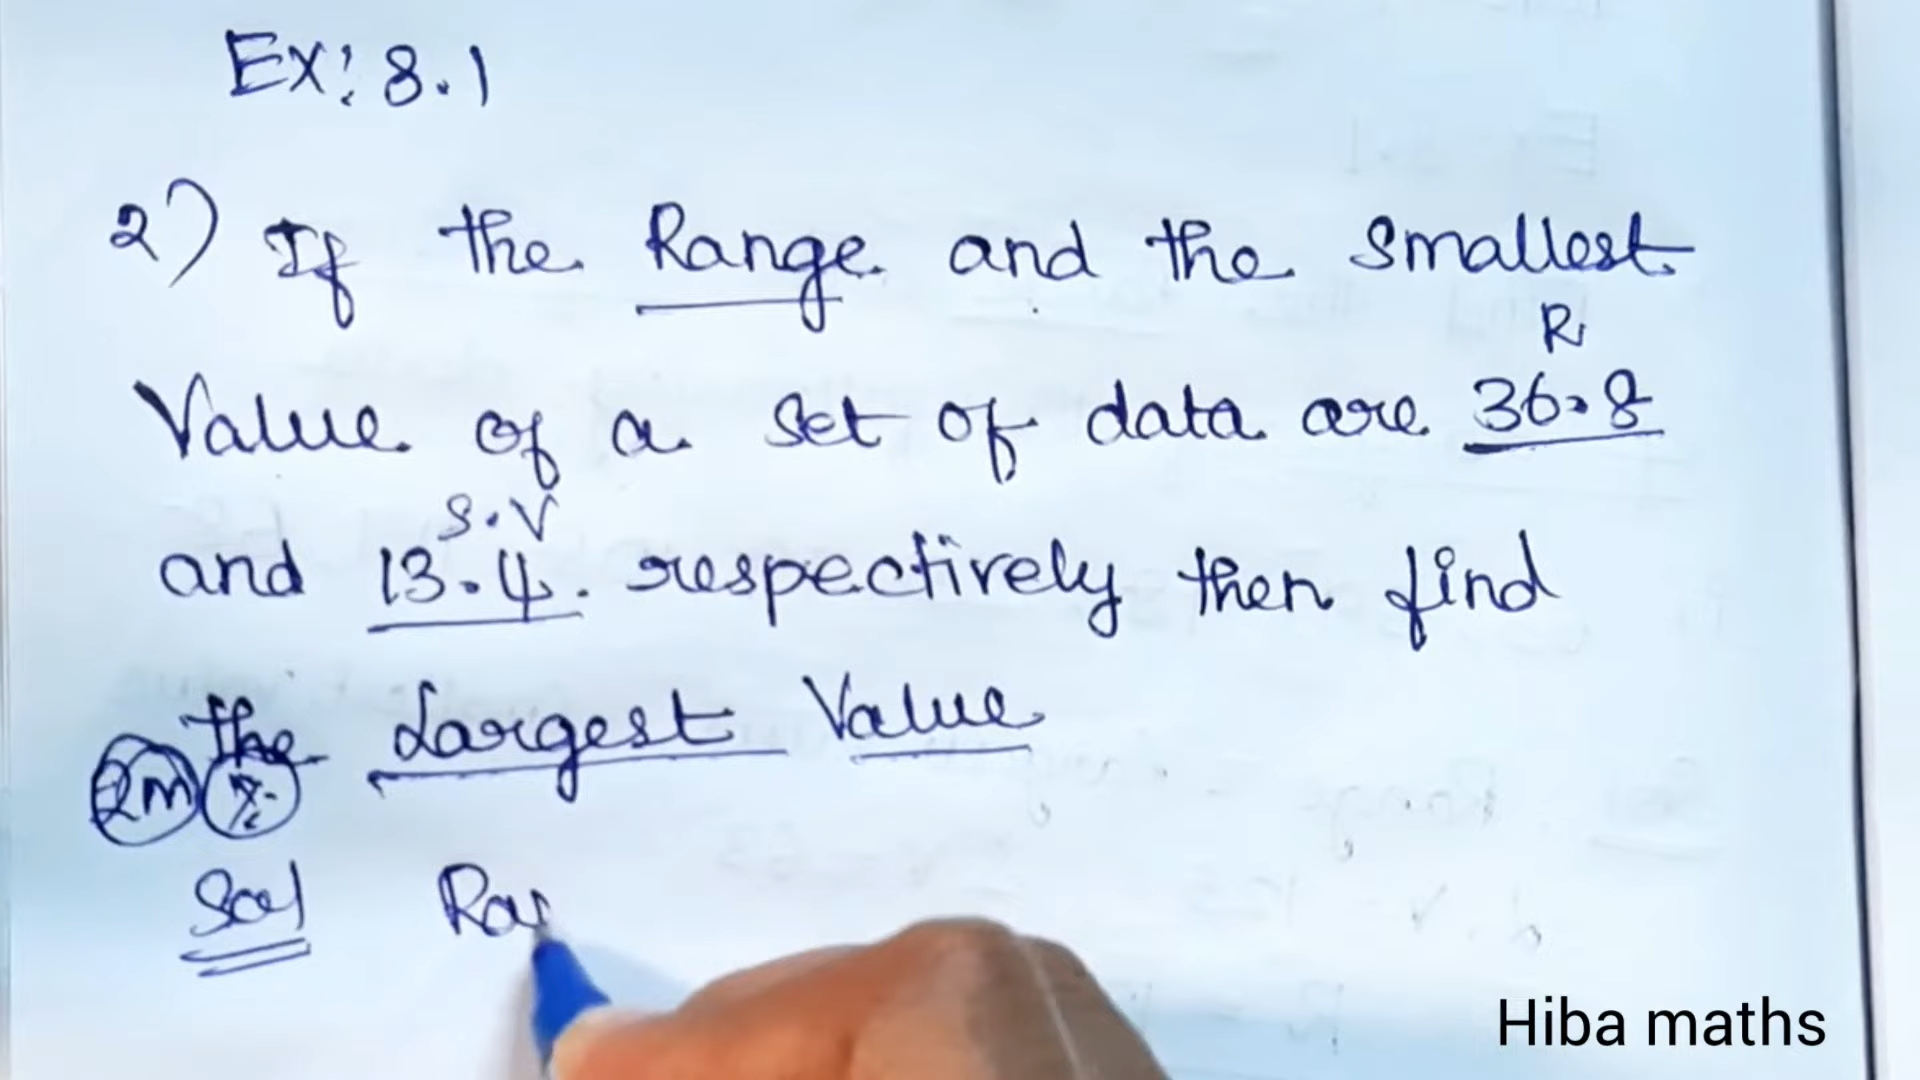 Ex: 8.1
2) If the Range and the smallest
R
Value of a set of data are 36.8
S.V
and 13.4. respectively then find
the Largest Value
2m
Sol Ran
Hiba maths